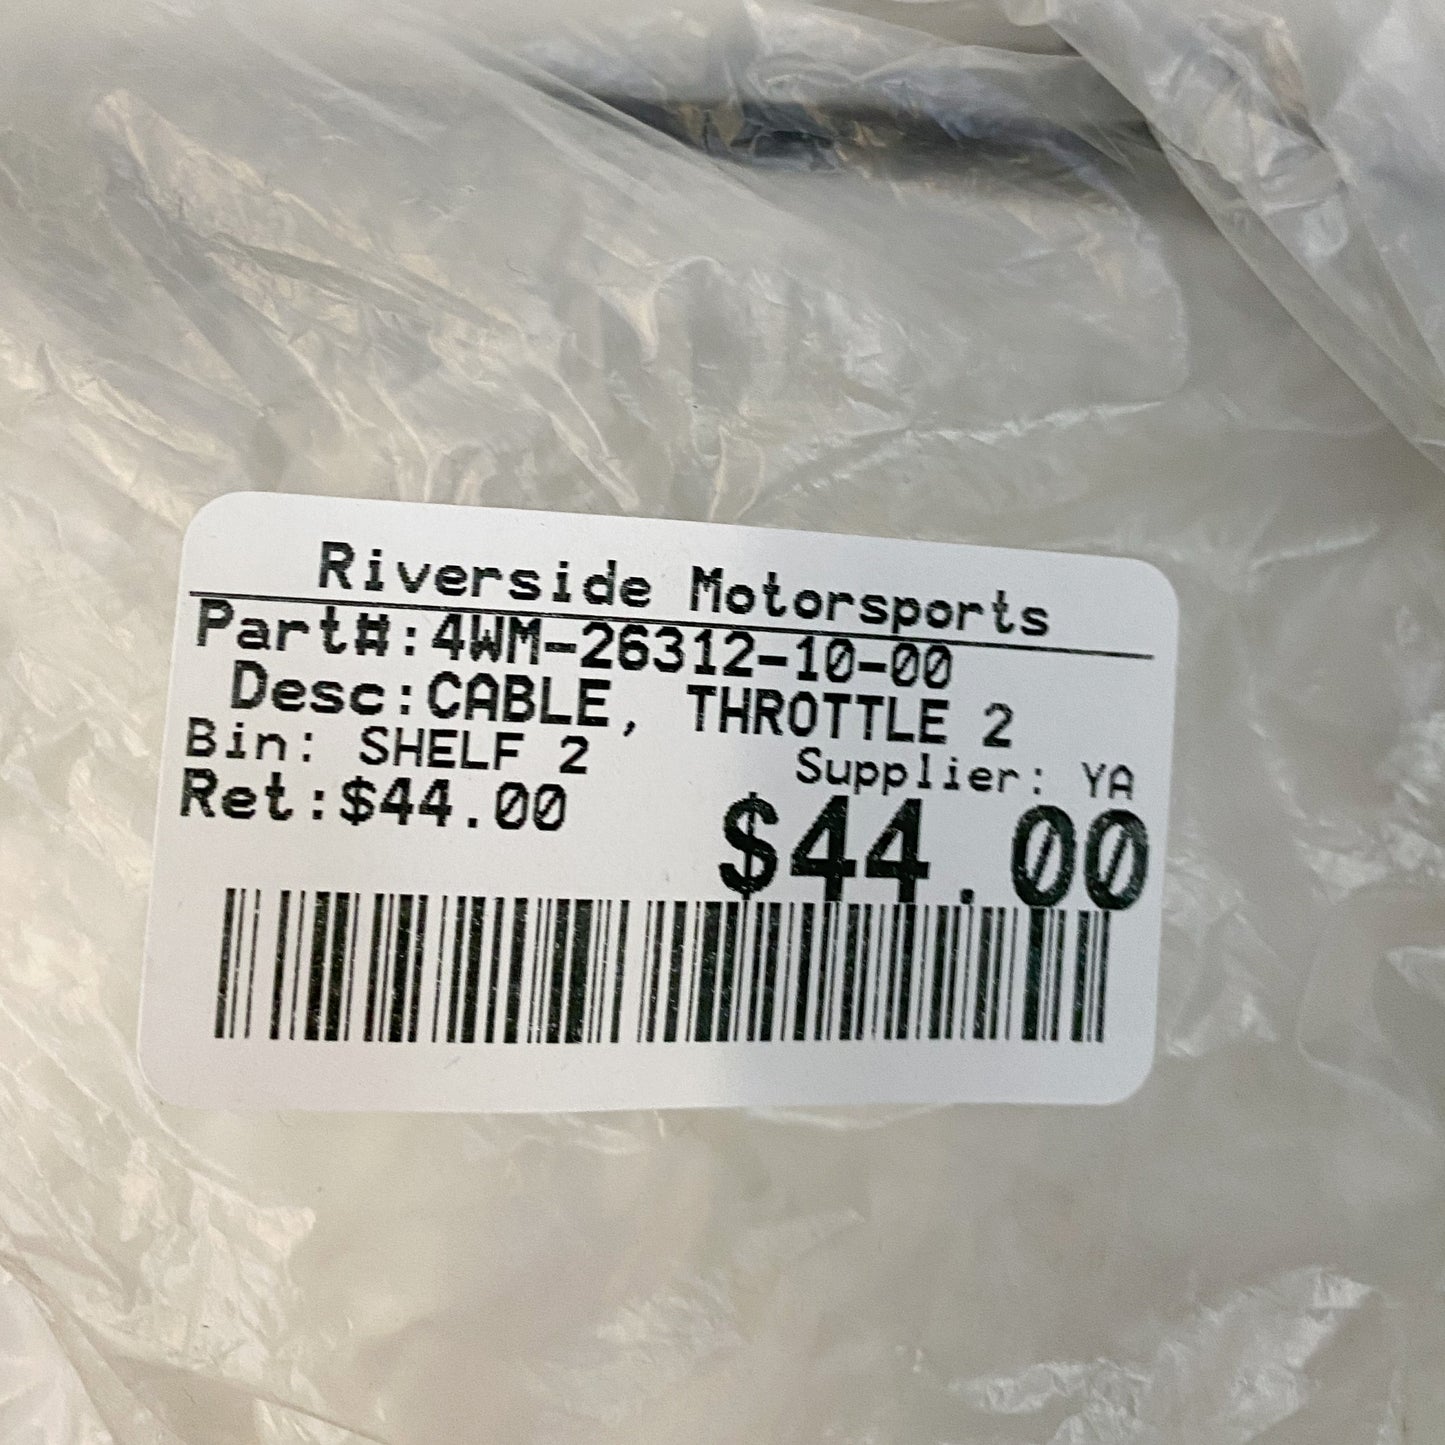 Riverside Motorsports
Part#:4WM-26312-10-00
Desc:CABLE, THROTTLE 2
Bin: SHELF 2 Supplier: YA
Ret:$44.00
$44.00